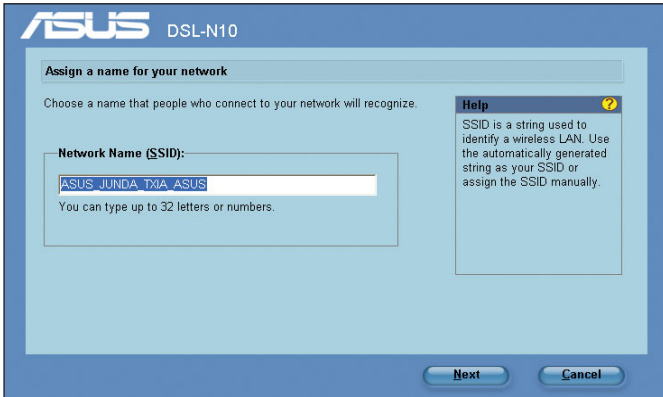 ASUS DSL-N10
Assign a name for your network
Choose a name that people who connect to your network will recognize.
Network Name (SSID):
ASUS_JUNDA_TXIA_ASUS
You can type up to 32 letters or numbers.
Help ?
SSID is a string used to
identify a wireless LAN. Use
the automatically generated
string as your SSID or
assign the SSID manually.
Next Cancel